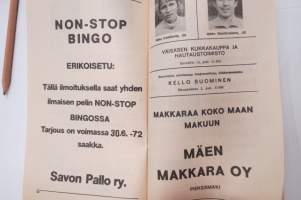 NON-STOP
BINGO
ERIKOISETU:
Tällä ilmoituksella saat yhden
ilmaisen pelin NON-STOP
BINGOSSA
Tarjous on voimassa 30.6. -72
saakka.
Savon Pallo ry.
VÄISÄSEN KUKKAKAUPPA JA
HAUTAUSTOIMISTO
KELLO SUOMINEN
MAKKARAA KOKO MAAN
MAKUUN
MÄEN
MAKKARA OY